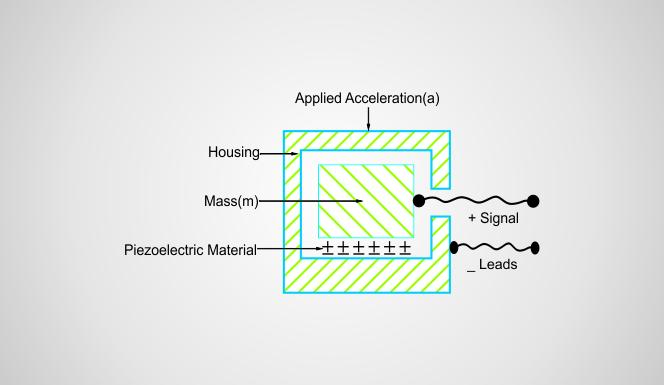 Applied Acceleration(a)
Housing
Mass(m)
+ Signal
Piezoelectric Material
± ± ± ± ± ±
_ Leads